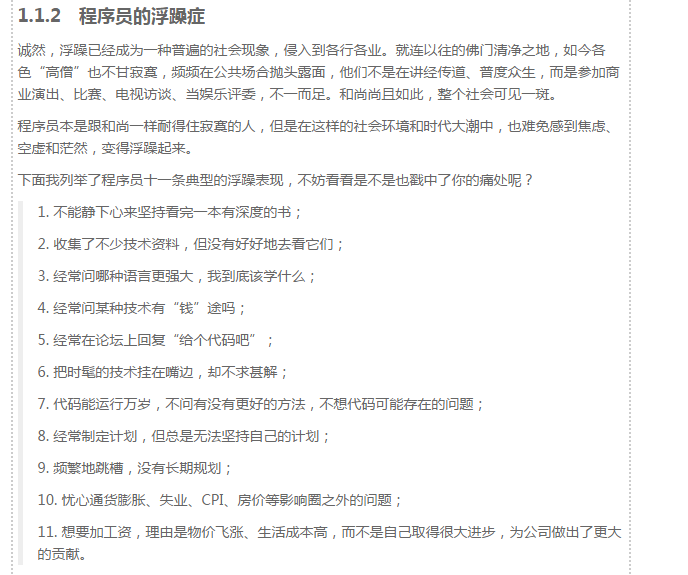 1.1.2 程序员的浮躁症
诚然，浮躁已经成为一种普遍的社会现象，侵入到各行各业。就连以往的佛门清净之地，如今各
色“高僧”也不甘寂寞，频频在公共场合抛头露面，他们不是在讲经传道、普度众生，而是参加商
业演出、比赛、电视访谈、当娱乐评委，不一而足。和尚尚且如此，整个社会可见一斑。
程序员本是跟和尚一样耐得住寂寞的人，但是在这样的社会环境和时代大潮中，也难免感到焦虑、
空虚和茫然，变得浮躁起来。
下面我列举了程序员十一条典型的浮躁表现，不妨看看是不是也戳中了你的痛处呢？
1. 不能静下心来坚持看完一本有深度的书；
2. 收集了不少技术资料，但没有好好地去看它们；
3. 经常问哪种语言更强大，我到底该学什么；
4. 经常问某种技术有“钱”途吗；
5. 经常在论坛上回复“给个代码吧”；
6. 把时髦的技术挂在嘴边，却不求甚解；
7. 代码能运行万岁，不问有没有更好的方法，不想代码可能存在的问题；
8. 经常制定计划，但总是无法坚持自己的计划；
9. 频繁地跳槽，没有长期规划；
10. 忧心通货膨胀、失业、CPI、房价等影响圈之外的问题；
11. 想要加工资，理由是物价飞涨、生活成本高，而不是自己取得很大进步，为公司做出了更大
的贡献。